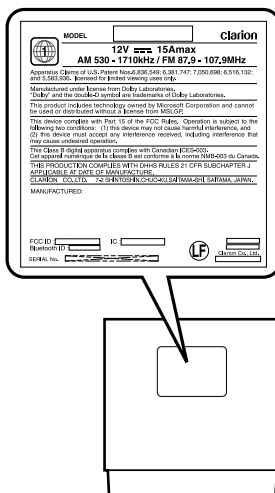 MODEL clarion
12V 15Amax
AM 530 - 1710kHz / FM 87.9 - 107.9MHz
Apparatus Claims of U.S. Patent Nos.4,836,549; 6,381,747; 7,050,698; 6,516,132;
and 5,583,936. licensed for limited viewing uses only.
Manufactured under license from Dolby Laboratories.
"Dolby" and the double-D symbol are trademarks of Dolby Laboratories.
This product includes technology owned by Microsoft Corporation and cannot
be used or distributed without a license from MSLGP.
This device complies with Part 15 of the FCC Rules. Operation is subject to the
following two conditions: (1) this device may not cause harmful interference, and
(2) this device must accept any interference received, including interference that
may cause undesired operation.
This Class B digital apparatus complies with Canadian ICES-003.
Cet appareil numérique de la classe B est conforme à la norme NMB-003 du Canada.
THIS PRODUCTION COMPLIES WITH DHHS RULES 21 CFR SUBCHAPTER J
APPLICABLE AT DATE OF MANUFACTURE.
CLARION CO.,LTD. 7-2 SHINTOSHIN,CHUO-KU,SAITAMA-SHI, SAITAMA, JAPAN.
MANUFACTURED:
FCC ID : IC :
Bluetooth ID :
SERIAL No. LF Clarion Co., Ltd.